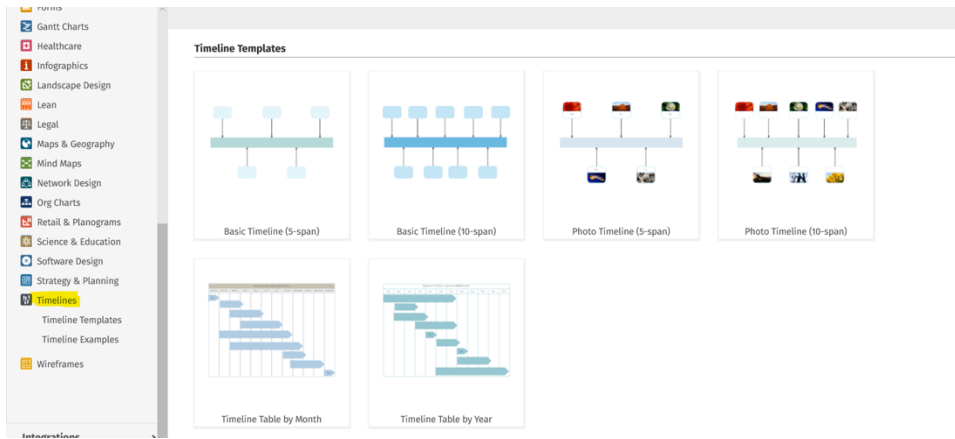 Forms
Gantt Charts
Healthcare
Infographics
Landscape Design
Lean
Legal
Maps & Geography
Mind Maps
Network Design
Org Charts
Retail & Planograms
Science & Education
Software Design
Strategy & Planning
Timelines
Timeline Templates
Timeline Examples
Wireframes
Integrations
Timeline Templates
Basic Timeline (5-span)
Basic Timeline (10-span)
Photo Timeline (5-span)
Photo Timeline (10-span)
Timeline Table by Month
Timeline Table by Year